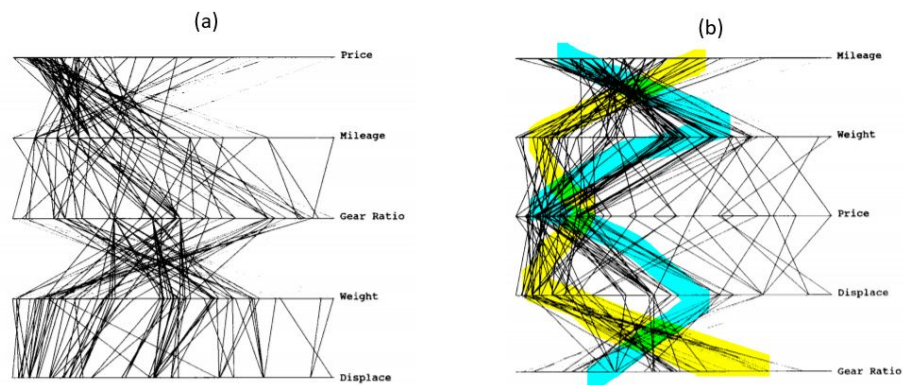 (a)
Price
Mileage
Gear Ratio
Weight
Displace
(b)
Mileage
Weight
Price
Displace
Gear Ratio